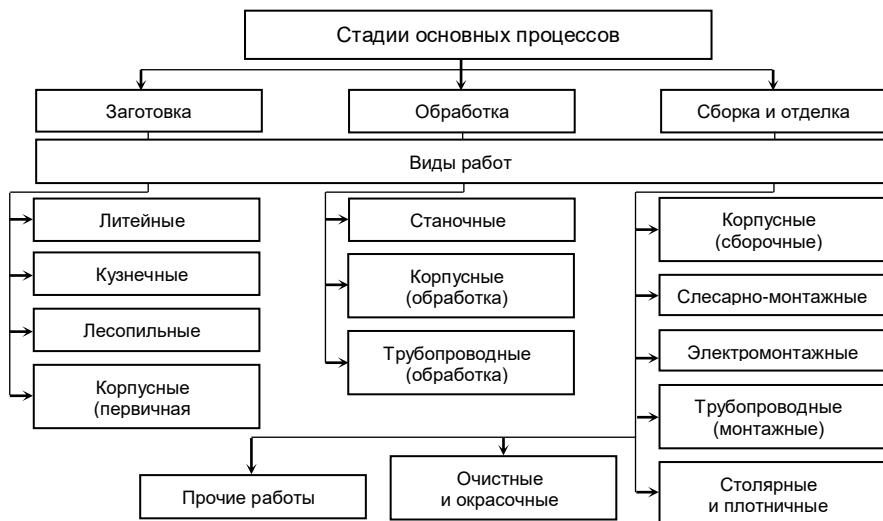 Стадии основных процессов
Заготовка
Обработка
Сборка и отделка
Виды работ
Литейные
Кузнечные
Лесопильные
Корпусные
(первичная
Станочные
Корпусные
(обработка)
Трубопроводные
(обработка)
Корпусные
(сборочные)
Слесарно-монтажные
Электромонтажные
Трубопроводные
(монтажные)
Столярные
и плотничные
Очистные
и окрасочные
Прочие работы